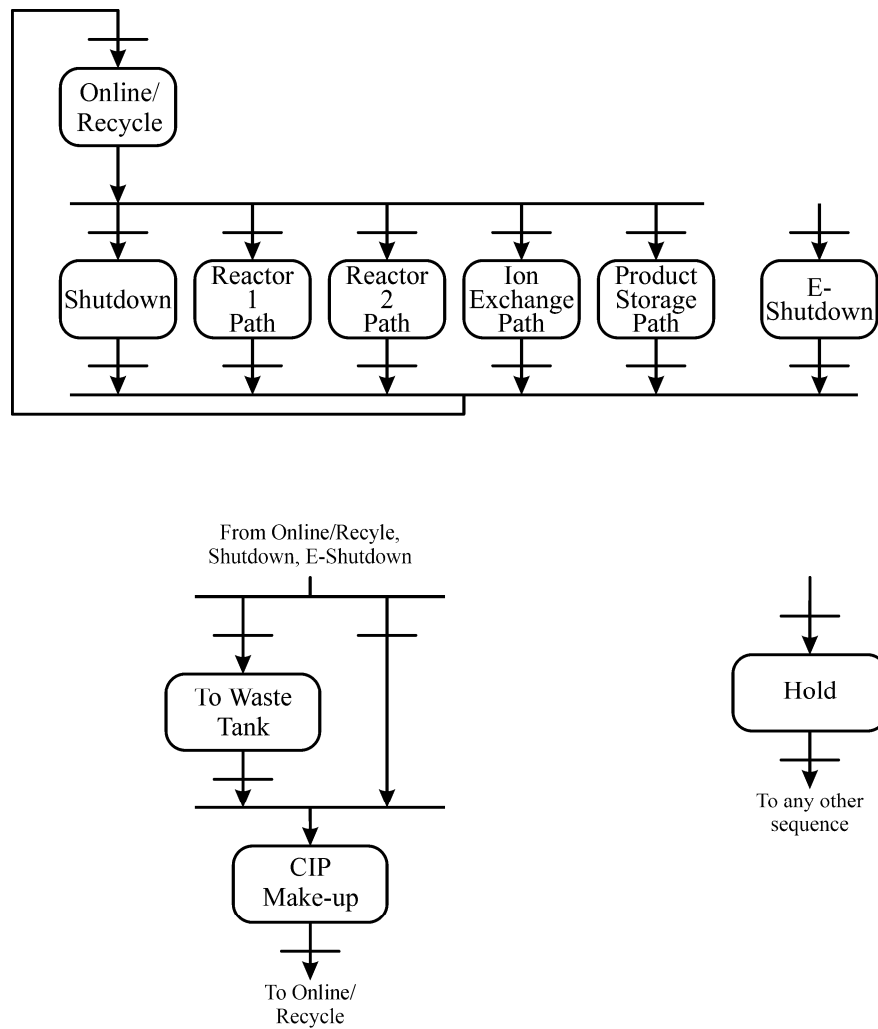 Online/
Recycle
Shutdown
Reactor
1
Path
Reactor
2
Path
Ion
Exchange
Path
Product
Storage
Path
E-
Shutdown
From Online/Recyle,
Shutdown, E-Shutdown
To Waste
Tank
Hold
To any other
sequence
CIP
Make-up
To Online/
Recycle